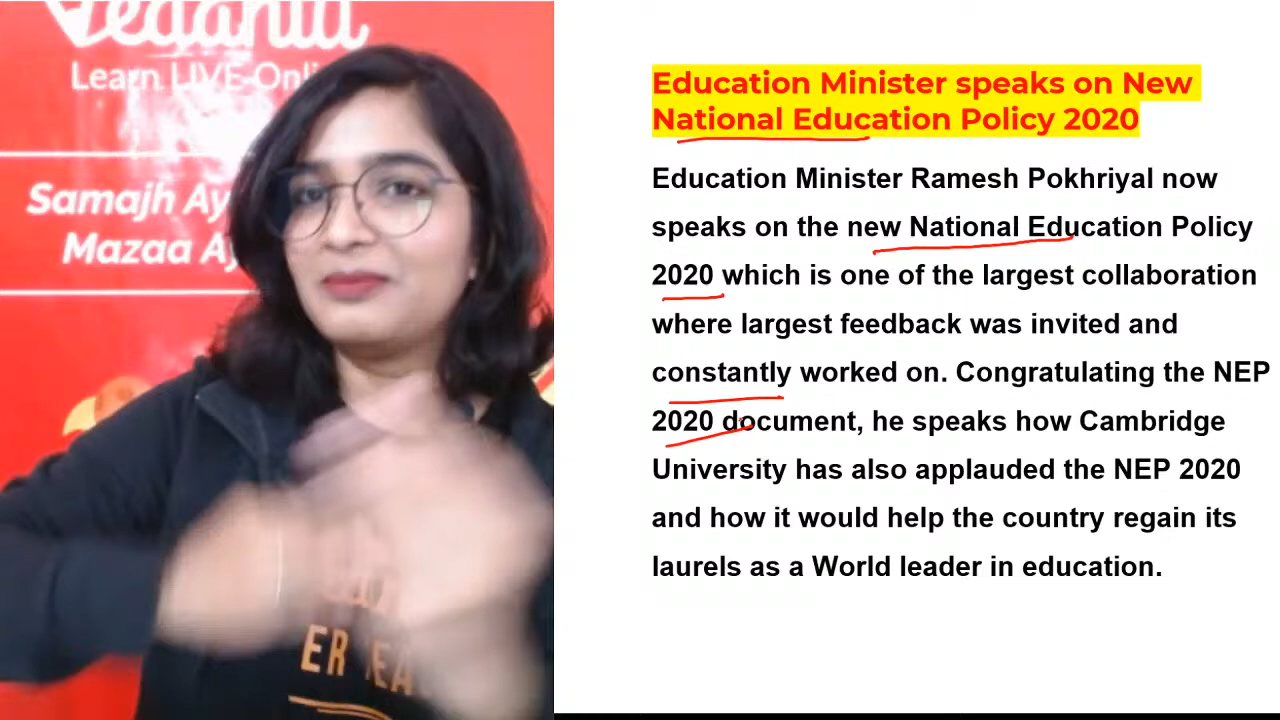 Vedantu
Learn LIVE Onli
Samajh Ay
Mazaa A
ER
Education Minister speaks on New
National Education Policy 2020
Education Minister Ramesh Pokhriyal now
speaks on the new National Education Policy
2020 which is one of the largest collaboration
where largest feedback was invited and
constantly worked on. Congratulating the NEP
2020 document, he speaks how Cambridge
University has also applauded the NEP 2020
and how it would help the country regain its
laurels as a World leader in education.